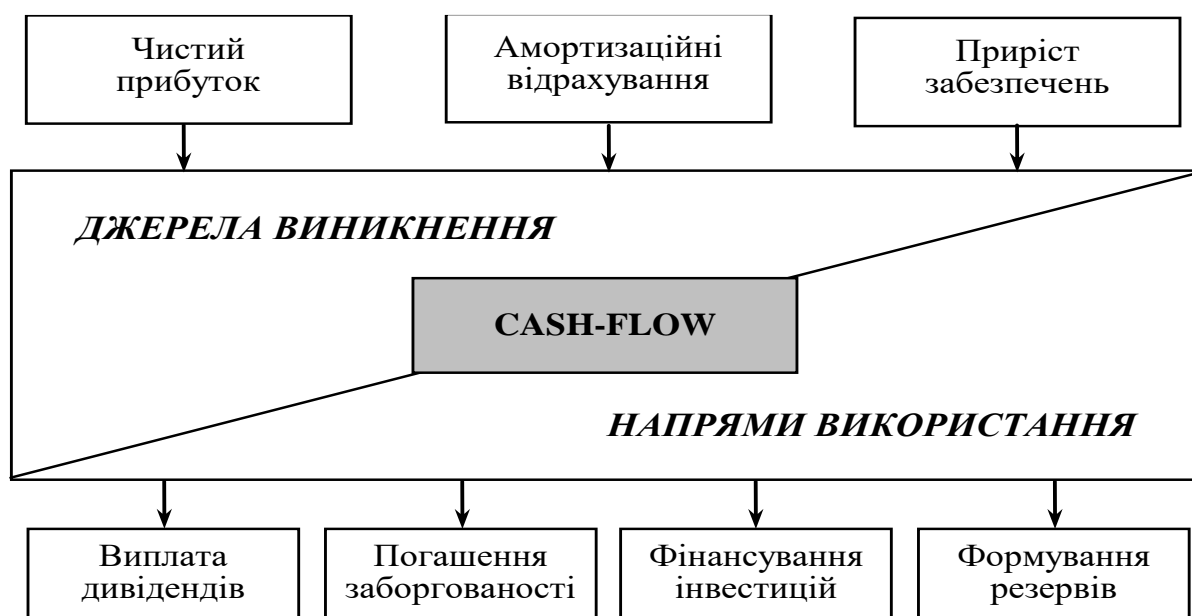 Чистий
прибуток
Амортизаційні
відрахування
Приріст
забезпечень
ДЖЕРЕЛА ВИНИКНЕННЯ
CASH-FLOW
НАПРЯМИ ВИКОРИСТАННЯ
Виплата
дивідендів
Погашення
заборгованості
Фінансування
інвестицій
Формування
резервів